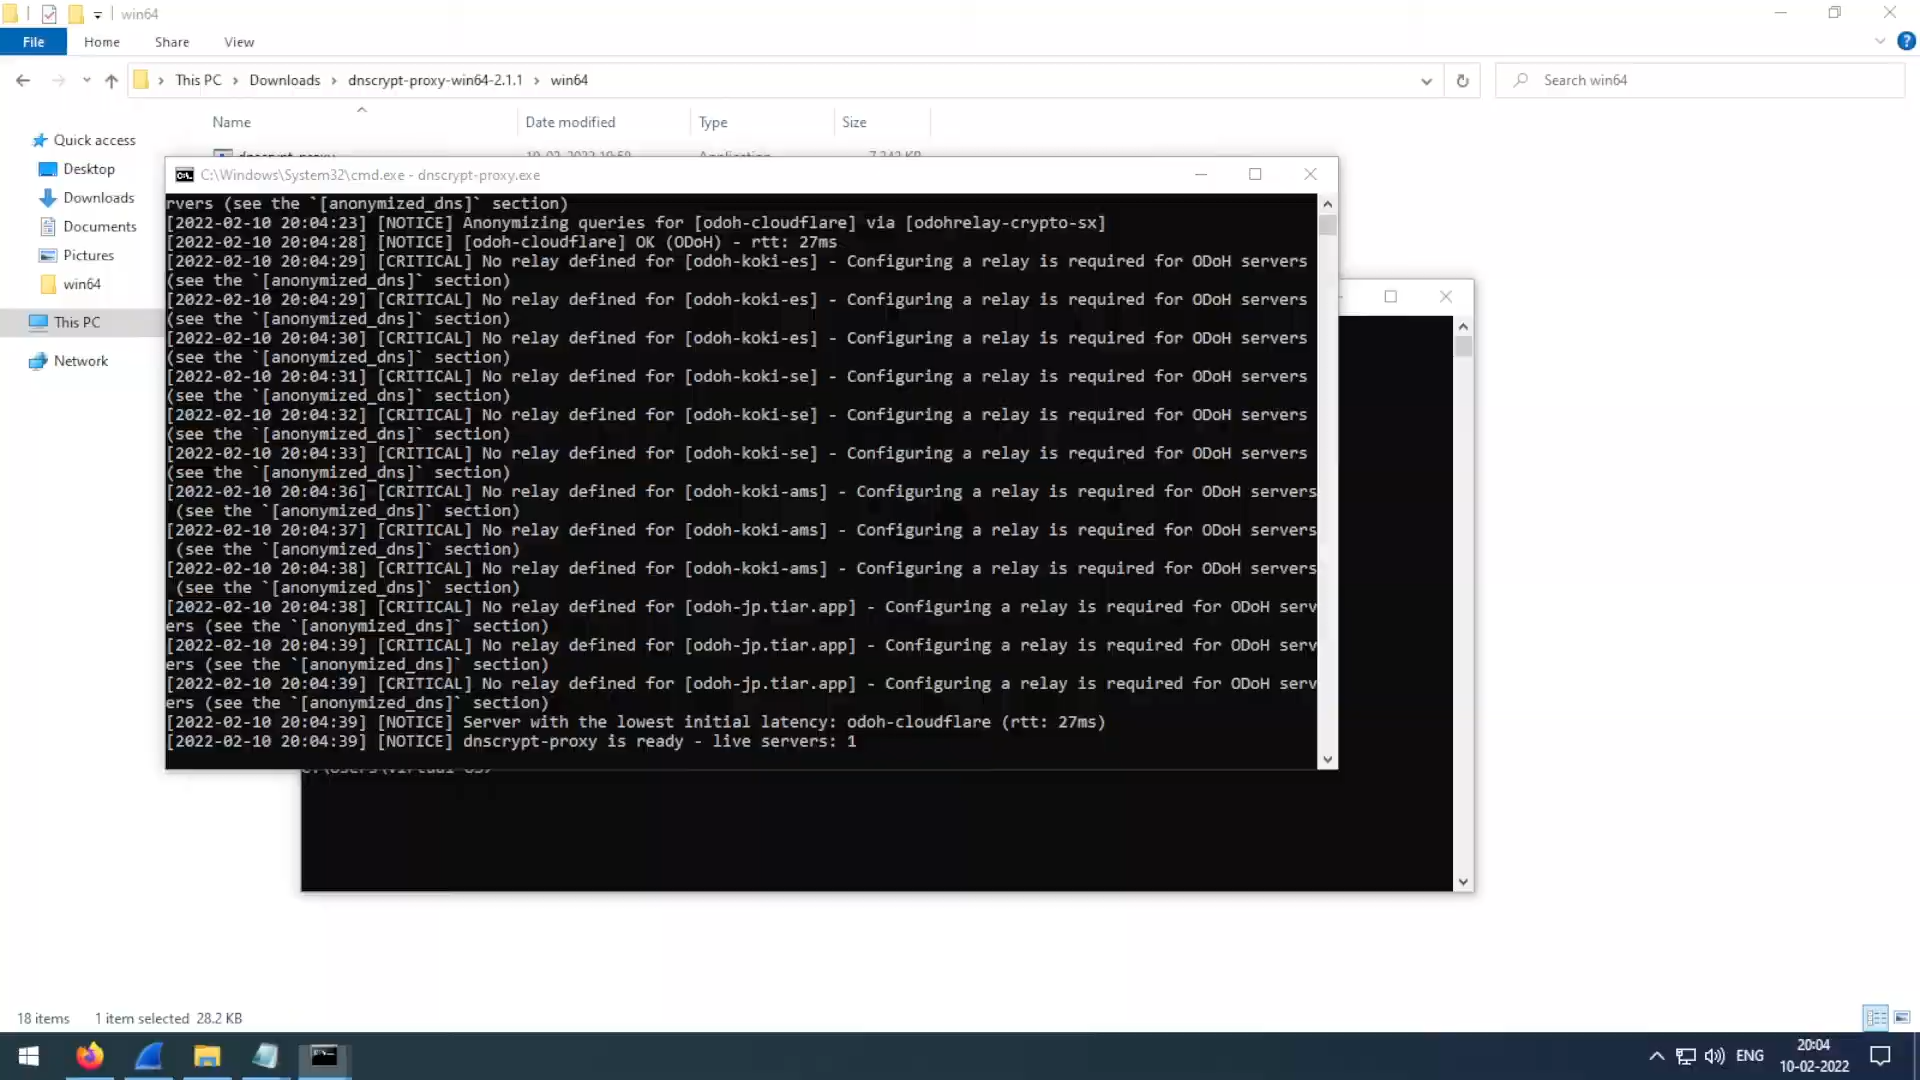 win64
File
Home
Share
View
This PC
Downloads
dnscrypt-proxy-win64-2.1.1
win64
Search win64
Name
Date modified
Type
Size
Quick access
Desktop
Downloads
Documents
Pictures
win64
This PC
Network
dnscrypt-proxy
C:\Windows\System32\cmd.exe - dnscrypt-proxy.exe
rvers (see the `[anonymized_dns]` section)
[2022-02-10 20:04:23] [NOTICE] Anonymizing queries for [odoh-cloudflare] via [odohrelay-crypto-sx]
[2022-02-10 20:04:28] [NOTICE] [odoh-cloudflare] OK (ODoH) - rtt: 27ms
[2022-02-10 20:04:29] [CRITICAL] No relay defined for [odoh-koki-es] - Configuring a relay is required for ODoH servers
(see the `[anonymized_dns]` section)
[2022-02-10 20:04:29] [CRITICAL] No relay defined for [odoh-koki-es] - Configuring a relay is required for ODoH servers
(see the `[anonymized_dns]` section)
[2022-02-10 20:04:30] [CRITICAL] No relay defined for [odoh-koki-es] - Configuring a relay is required for ODoH servers
(see the `[anonymized_dns]` section)
[2022-02-10 20:04:31] [CRITICAL] No relay defined for [odoh-koki-se] - Configuring a relay is required for ODoH servers
(see the `[anonymized_dns]` section)
[2022-02-10 20:04:32] [CRITICAL] No relay defined for [odoh-koki-se] - Configuring a relay is required for ODoH servers
(see the `[anonymized_dns]` section)
[2022-02-10 20:04:33] [CRITICAL] No relay defined for [odoh-koki-se] - Configuring a relay is required for ODoH servers
(see the `[anonymized_dns]` section)
[2022-02-10 20:04:36] [CRITICAL] No relay defined for [odoh-koki-ams] - Configuring a relay is required for ODoH servers
(see the `[anonymized_dns]` section)
[2022-02-10 20:04:37] [CRITICAL] No relay defined for [odoh-koki-ams] - Configuring a relay is required for ODoH servers
(see the `[anonymized_dns]` section)
[2022-02-10 20:04:38] [CRITICAL] No relay defined for [odoh-koki-ams] - Configuring a relay is required for ODoH servers
(see the `[anonymized_dns]` section)
[2022-02-10 20:04:38] [CRITICAL] No relay defined for [odoh-jp.tiar.app] - Configuring a relay is required for ODoH serv
ers (see the `[anonymized_dns]` section)
[2022-02-10 20:04:39] [CRITICAL] No relay defined for [odoh-jp.tiar.app] - Configuring a relay is required for ODoH serv
ers (see the `[anonymized_dns]` section)
[2022-02-10 20:04:39] [CRITICAL] No relay defined for [odoh-jp.tiar.app] - Configuring a relay is required for ODoH serv
ers (see the `[anonymized_dns]` section)
[2022-02-10 20:04:39] [NOTICE] Server with the lowest initial latency: odoh-cloudflare (rtt: 27ms)
[2022-02-10 20:04:39] [NOTICE] dnscrypt-proxy is ready - live servers: 1
18 items
1 item selected 28.2 KB
ENG
20:04
10-02-2022